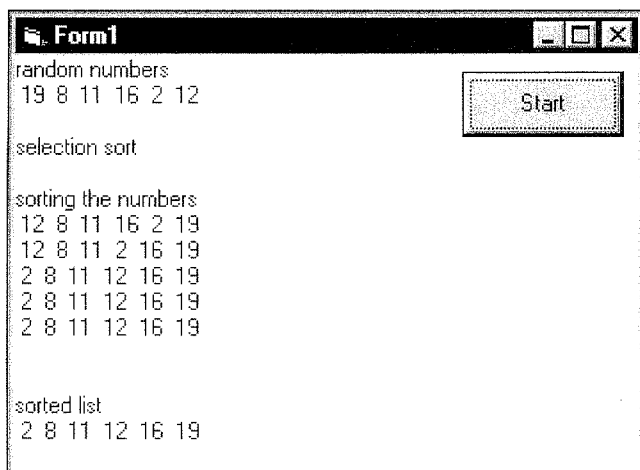 Form1
random numbers
19 8 11 16 2 12
Start
selection sort
sorting the numbers
12 8 11 16 2 19
12 8 11 2 16 19
2 8 11 12 16 19
2 8 11 12 16 19
2 8 11 12 16 19
sorted list
2 8 11 12 16 19